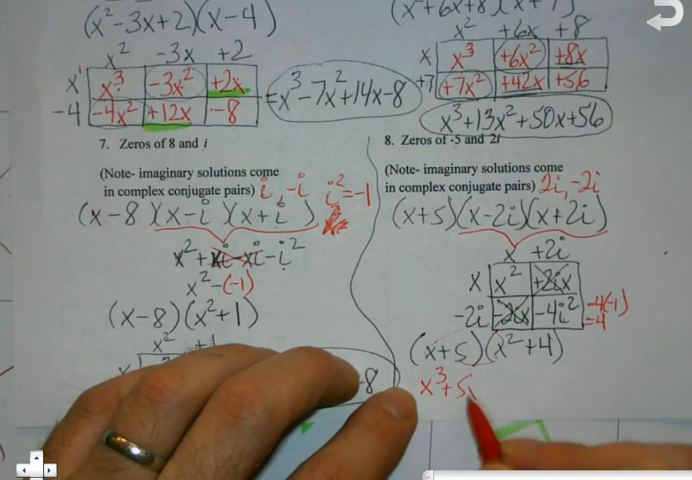 (x²-3x+2)(x-4)
x² -3x +2
x x³ -3x² +2x
-4 -4x² +12x -8
=x³-7x²+14x-8
x² +6x +8
x x³ +6x² +8x
+7 +7x² +42x +56
x³+13x²+50x+56
7. Zeros of 8 and i
(Note- imaginary solutions come
in complex conjugate pairs) i, -i i²=-1
(x-8)(x-i)(x+i)
x²+xi-xi-i²
x²-(-1)
(x-8)(x²+1)
x² +1
-8
8. Zeros of -5 and 2i
(Note- imaginary solutions come
in complex conjugate pairs) 2i, -2i
(x+5)(x-2i)(x+2i)
x +2i
x x² +2ix
-2i -2ix -4i² -4(-1)
=4
(x+5)(x²+4)
x³+5